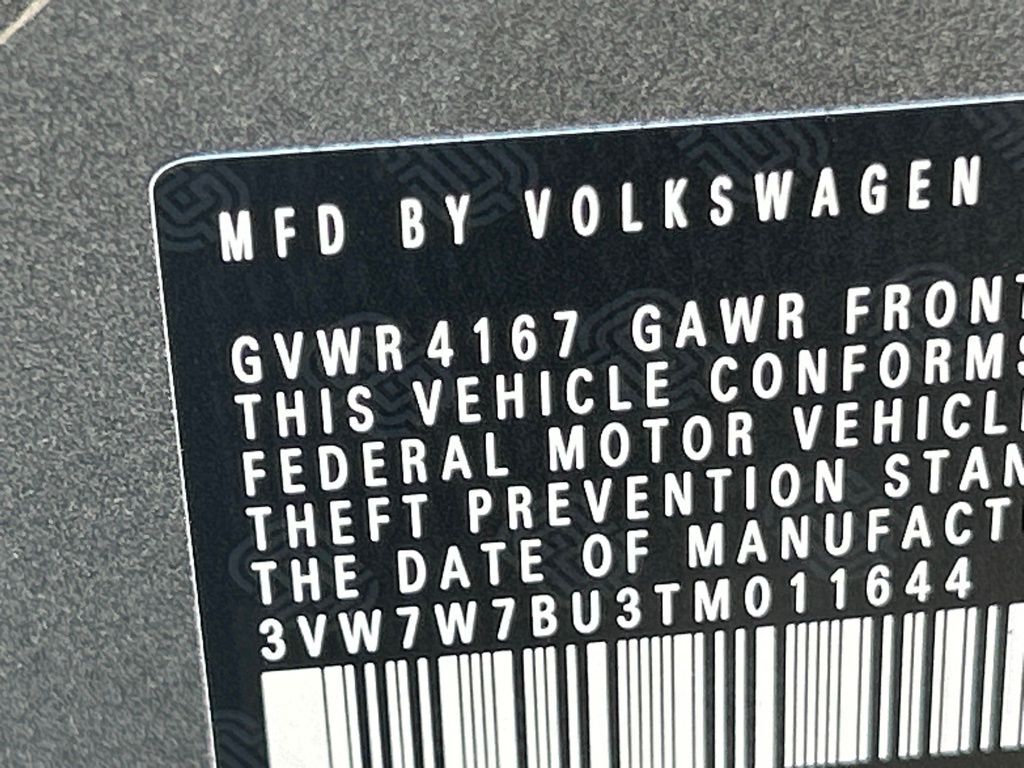 MFD BY VOLKSWAGEN
GVWR 4167 GAWR FRONT
THIS VEHICLE CONFORMS
FEDERAL MOTOR VEHICL
THEFT PREVENTION STAN
THE DATE OF MANUFACT
3VW7W7BU3TM011644